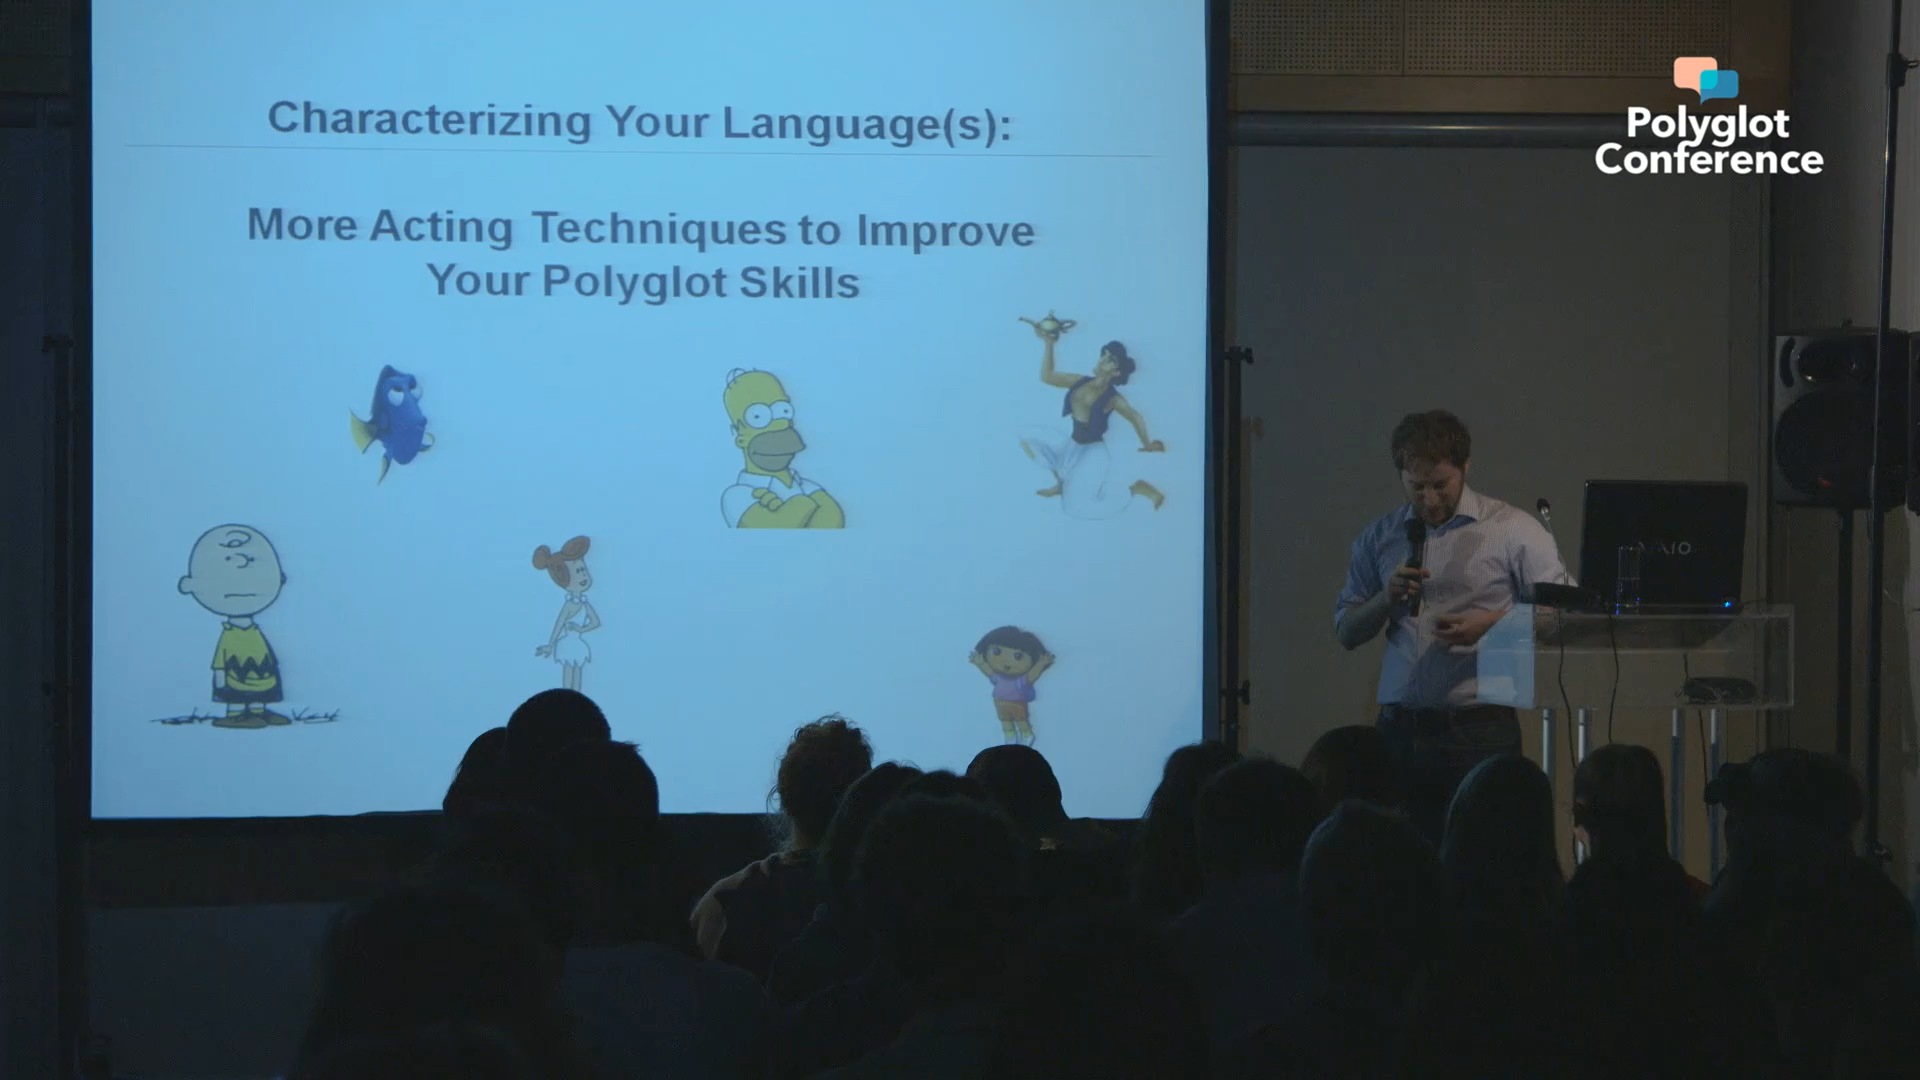 Characterizing Your Language(s):
More Acting Techniques to Improve
Your Polyglot Skills
Polyglot
Conference
VAIO